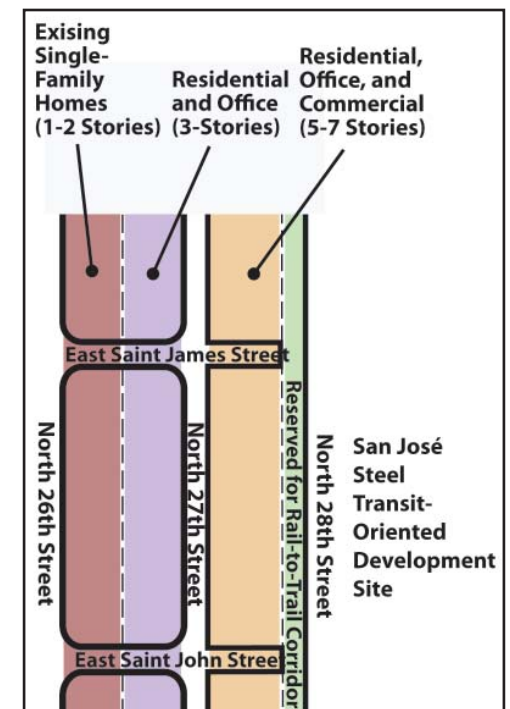 Exising
Single-
Family
Homes
(1-2 Stories)
Residential
and Office
(3-Stories)
Residential,
Office, and
Commercial
(5-7 Stories)
East Saint James Street
North 26th Street
North 27th Street
Reserved for Rail-to-Trail Corridor
North 28th Street
San José
Steel
Transit-
Oriented
Development
Site
East Saint John Street